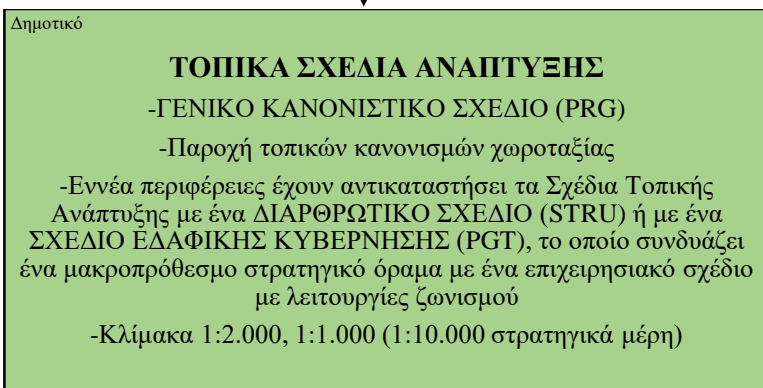 Δημοτικό
ΤΟΠΙΚΑ ΣΧΕΔΙΑ ΑΝΑΠΤΥΞΗΣ
-ΓΕΝΙΚΟ ΚΑΝΟΝΙΣΤΙΚΟ ΣΧΕΔΙΟ (PRG)
-Παροχή τοπικών κανονισμών χωροταξίας
-Εννέα περιφέρειες έχουν αντικαταστήσει τα Σχέδια Τοπικής
Ανάπτυξης με ένα ΔΙΑΡΘΡΩΤΙΚΟ ΣΧΕΔΙΟ (STRU) ή με ένα
ΣΧΕΔΙΟ ΕΔΑΦΙΚΗΣ ΚΥΒΕΡΝΗΣΗΣ (PGT), το οποίο συνδυάζει
ένα μακροπρόθεσμο στρατηγικό όραμα με ένα επιχειρησιακό σχέδιο
με λειτουργίες ζωνισμού
-Κλίμακα 1:2.000, 1:1.000 (1:10.000 στρατηγικά μέρη)